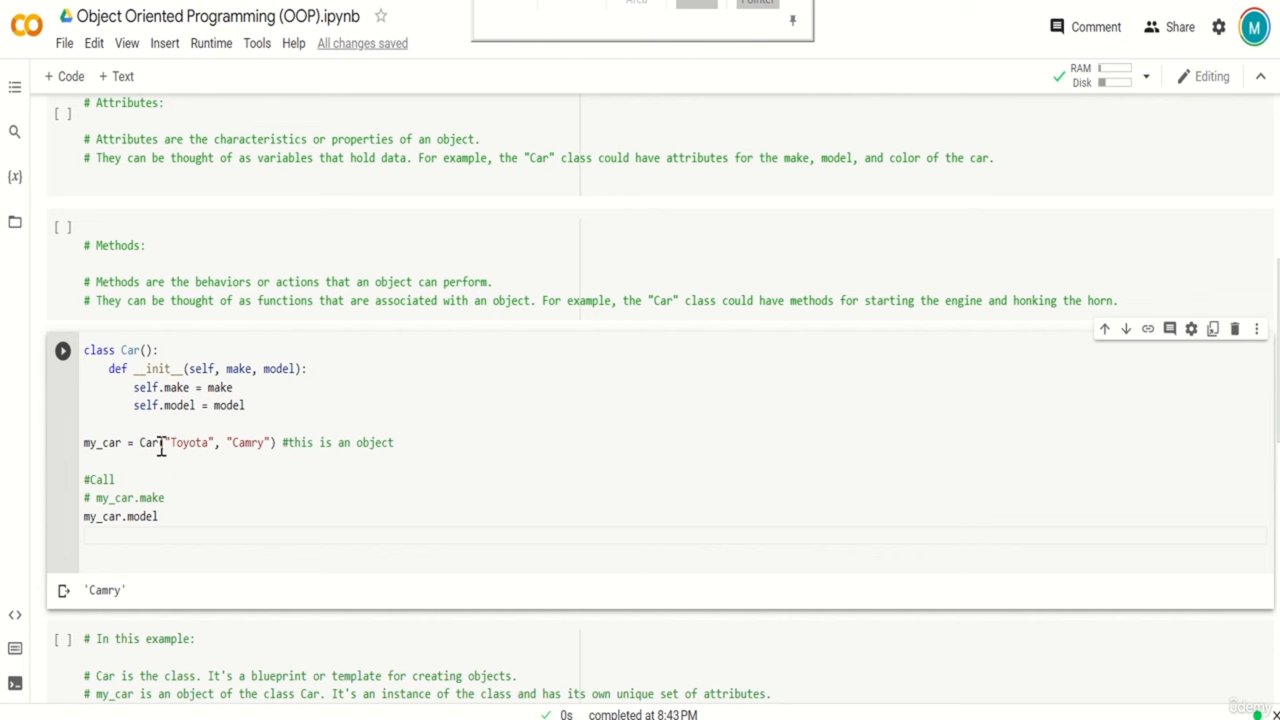 Object Oriented Programming (OOP).ipynb
File Edit View Insert Runtime Tools Help All changes saved
Area
Pointer
Comment Share
M
+ Code + Text
RAM
Disk
Editing
[ ]
# Attributes:
# Attributes are the characteristics or properties of an object.
# They can be thought of as variables that hold data. For example, the "Car" class could have attributes for the make, model, and color of the car.
[ ]
# Methods:
# Methods are the behaviors or actions that an object can perform.
# They can be thought of as functions that are associated with an object. For example, the "Car" class could have methods for starting the engine and honking the horn.
class Car():
def __init__(self, make, model):
self.make = make
self.model = model
my_car = Car("Toyota", "Camry") #this is an object
#Call
# my_car.make
my_car.model
'Camry'
[ ] # In this example:
# Car is the class. It's a blueprint or template for creating objects.
# my_car is an object of the class Car. It's an instance of the class and has its own unique set of attributes.
0s completed at 8:43 PM
udemy